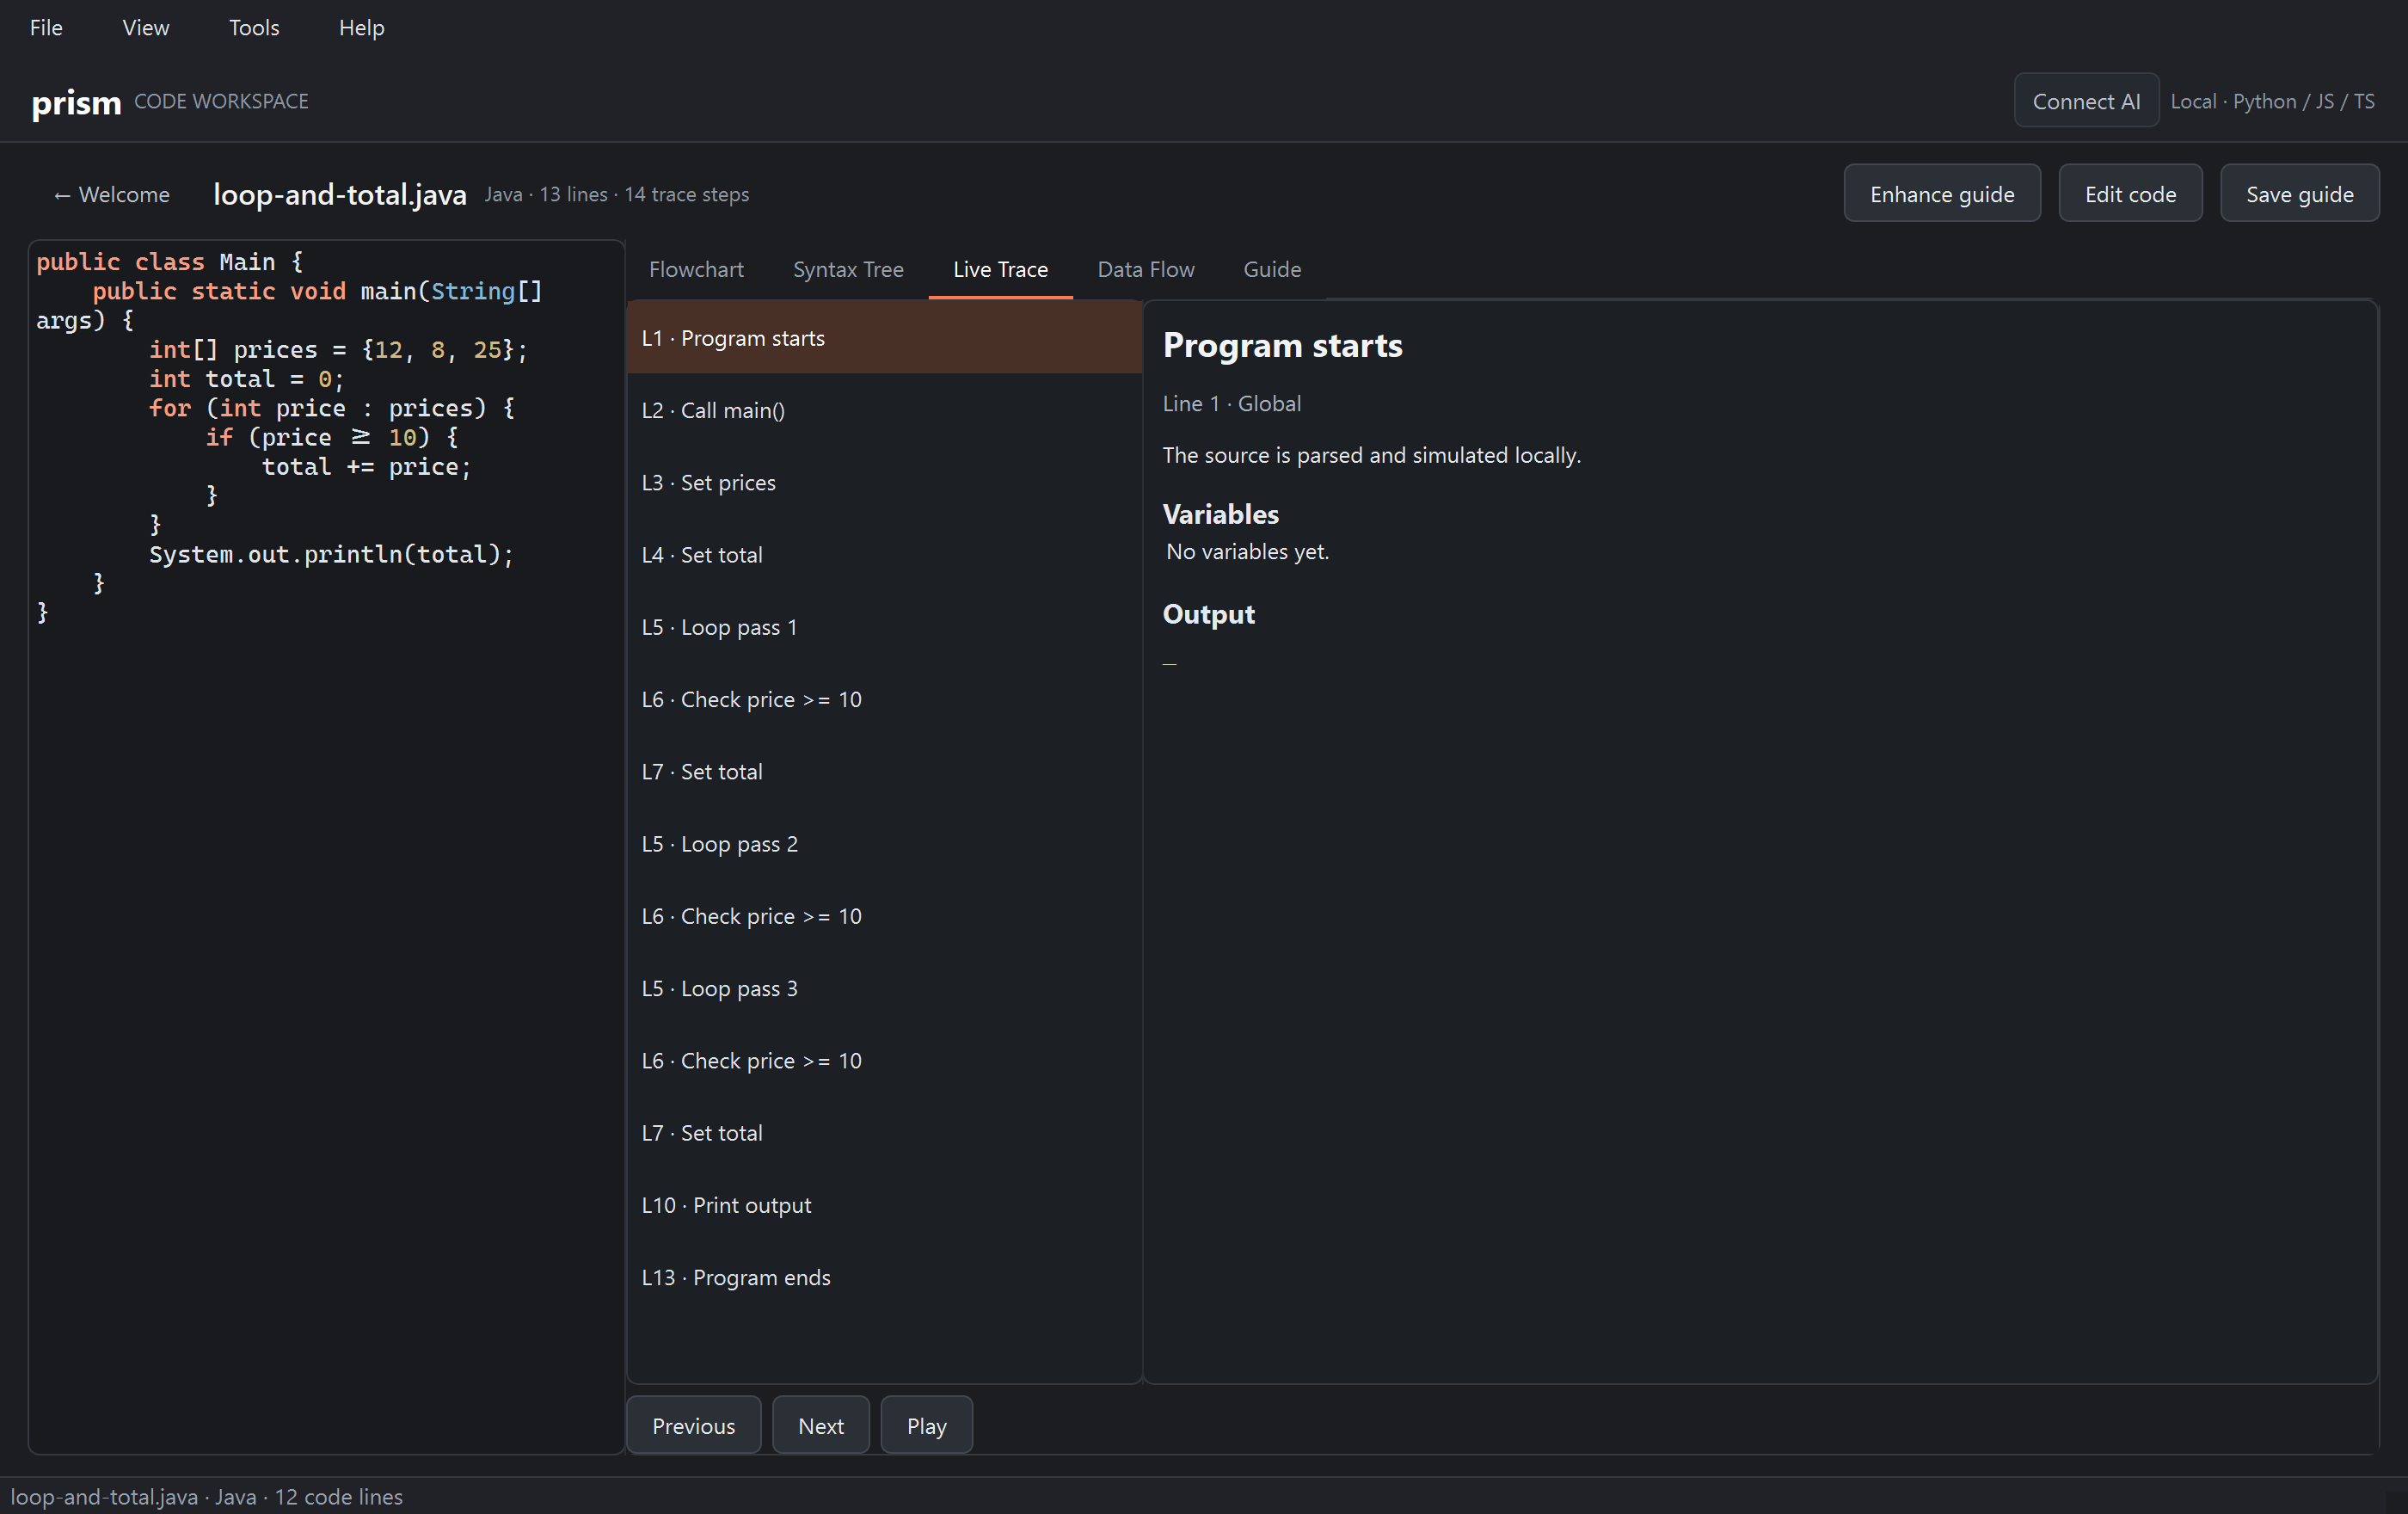 File View Tools Help
prism CODE WORKSPACE
Connect AI Local · Python / JS / TS
← Welcome loop-and-total.java Java · 13 lines · 14 trace steps
Enhance guide Edit code Save guide
public class Main {
    public static void main(String[]
args) {
        int[] prices = {12, 8, 25};
        int total = 0;
        for (int price : prices) {
            if (price ≥ 10) {
                total += price;
            }
        }
        System.out.println(total);
    }
}
Flowchart Syntax Tree Live Trace Data Flow Guide
L1 · Program starts
L2 · Call main()
L3 · Set prices
L4 · Set total
L5 · Loop pass 1
L6 · Check price >= 10
L7 · Set total
L5 · Loop pass 2
L6 · Check price >= 10
L5 · Loop pass 3
L6 · Check price >= 10
L7 · Set total
L10 · Print output
L13 · Program ends
Program starts
Line 1 · Global
The source is parsed and simulated locally.
Variables
No variables yet.
Output
—
Previous Next Play
loop-and-total.java · Java · 12 code lines